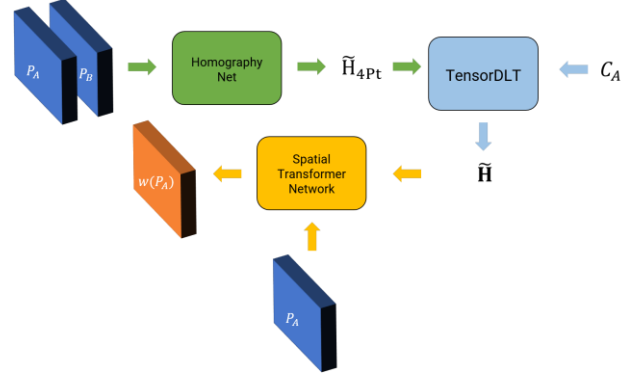 P_A
P_B
Homography
Net
H̃_4Pt
TensorDLT
C_A
w(P_A)
Spatial
Transformer
Network
H̃
P_A